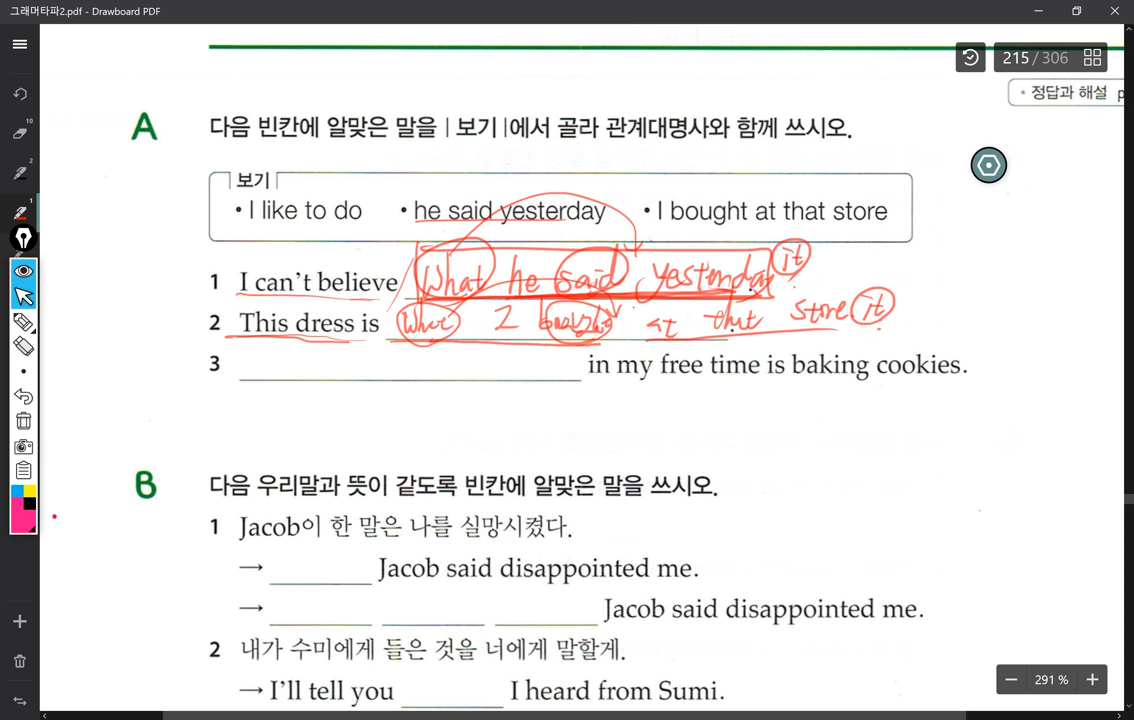 그래머타파2.pdf - Drawboard PDF
215 / 306
• 정답과 해설 p
A 다음 빈칸에 알맞은 말을 | 보기 |에서 골라 관계대명사와 함께 쓰시오.
보기
• I like to do • he said yesterday • I bought at that store
1 I can't believe What he said yesterday it
2 This dress is What I bought at that store it
3 in my free time is baking cookies.
B 다음 우리말과 뜻이 같도록 빈칸에 알맞은 말을 쓰시오.
1 Jacob이 한 말은 나를 실망시켰다.
→ Jacob said disappointed me.
→ Jacob said disappointed me.
2 내가 수미에게 들은 것을 너에게 말할게.
→ I'll tell you I heard from Sumi.
10
2
1
291 %